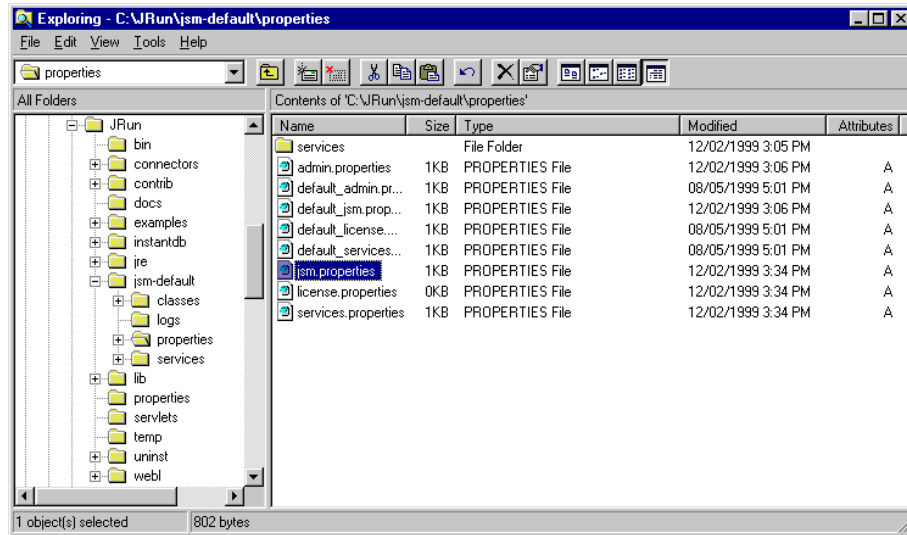 Exploring - C:\JRun\jsm-default\properties
File Edit View Tools Help
properties
All Folders
Contents of 'C:\JRun\jsm-default\properties'
JRun
bin
connectors
contrib
docs
examples
instantdb
jre
jsm-default
classes
logs
properties
services
lib
properties
servlets
temp
uninst
webl
Name Size Type Modified Attributes
services File Folder 12/02/1999 3:05 PM
admin.properties 1KB PROPERTIES File 12/02/1999 3:06 PM A
default_admin.pr... 1KB PROPERTIES File 08/05/1999 5:01 PM A
default_jsm.prop... 1KB PROPERTIES File 12/02/1999 3:06 PM A
default_license.... 1KB PROPERTIES File 08/05/1999 5:01 PM A
default_services... 1KB PROPERTIES File 08/05/1999 5:01 PM A
jsm.properties 1KB PROPERTIES File 12/02/1999 3:34 PM A
license.properties 0KB PROPERTIES File 12/02/1999 3:34 PM A
services.properties 1KB PROPERTIES File 12/02/1999 3:34 PM A
1 object(s) selected 802 bytes